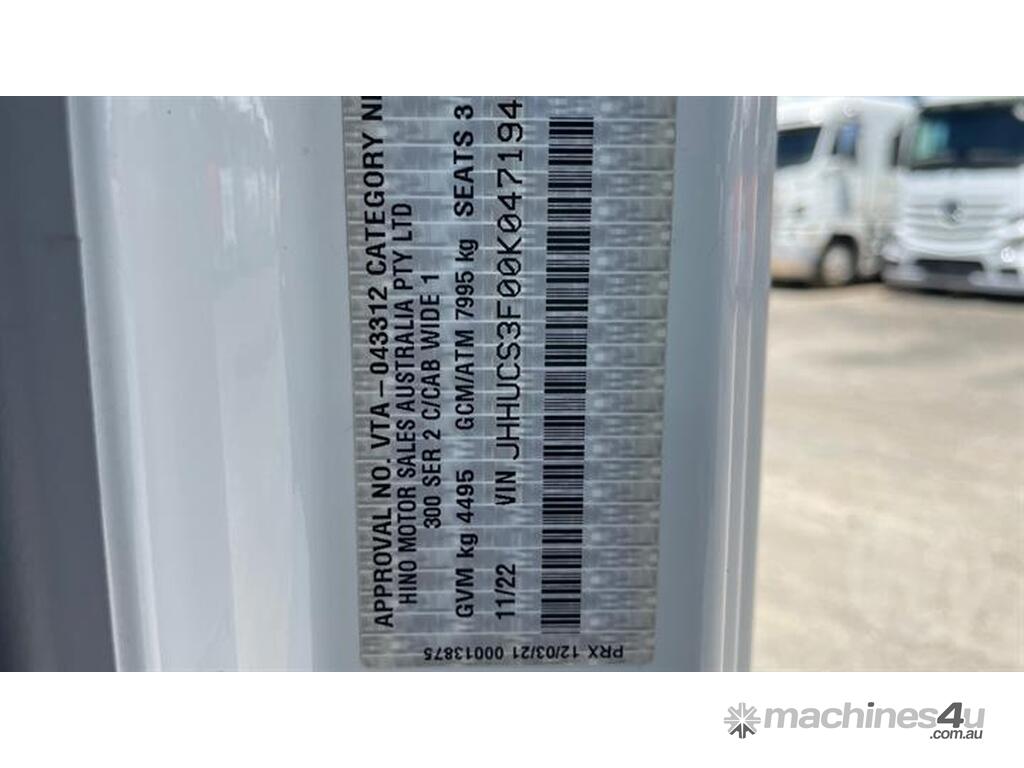 APPROVAL NO. VTA-043312 CATEGORY
HINO MOTOR SALES AUSTRALIA PTY LTD
300 SER 2 C/CAB WIDE 1
GVM kg 4495 GCM/ATM 7995 kg SEATS 3
11/22 VIN JHHUCS3F00K047194
PRX 12/03/21 00013875
machines4u
.com.au